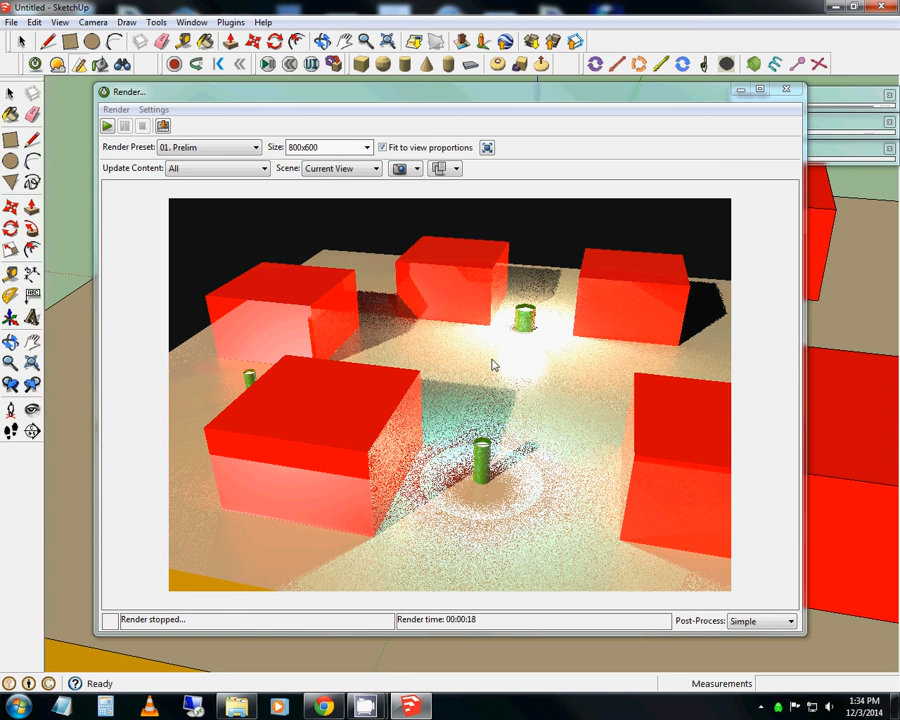 Untitled - SketchUp
File Edit View Camera Draw Tools Window Plugins Help
Render...
Render Settings
Render Preset: 01. Prelim Size: 800x600 Fit to view proportions
Update Content: All Scene: Current View
Render stopped... Render time: 00:00:18 Post-Process: Simple
Ready Measurements
1:34 PM
12/3/2014